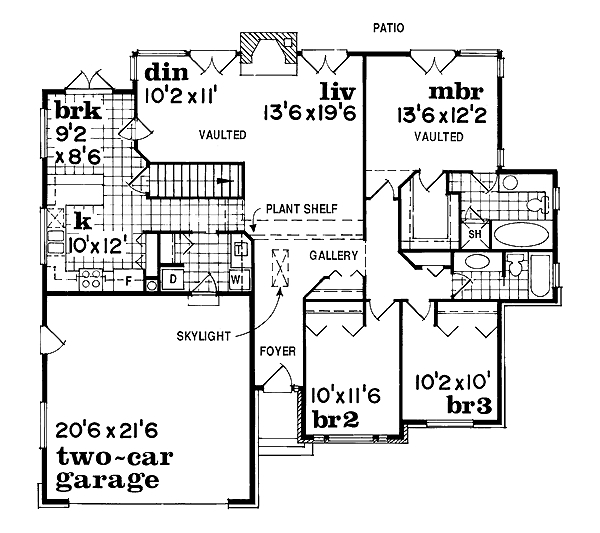 PATIO
din
10'2 x 11'
liv
13'6 x 19'6
mbr
13'6 x 12'2
VAULTED
VAULTED
brk
9'2
x 8'6
k
10' x 12'
PLANT SHELF
SH
GALLERY
T
D
W
F
SKYLIGHT
FOYER
10' x 11'6
br2
10'2 x 10'
br3
20'6 x 21'6
two-car
garage